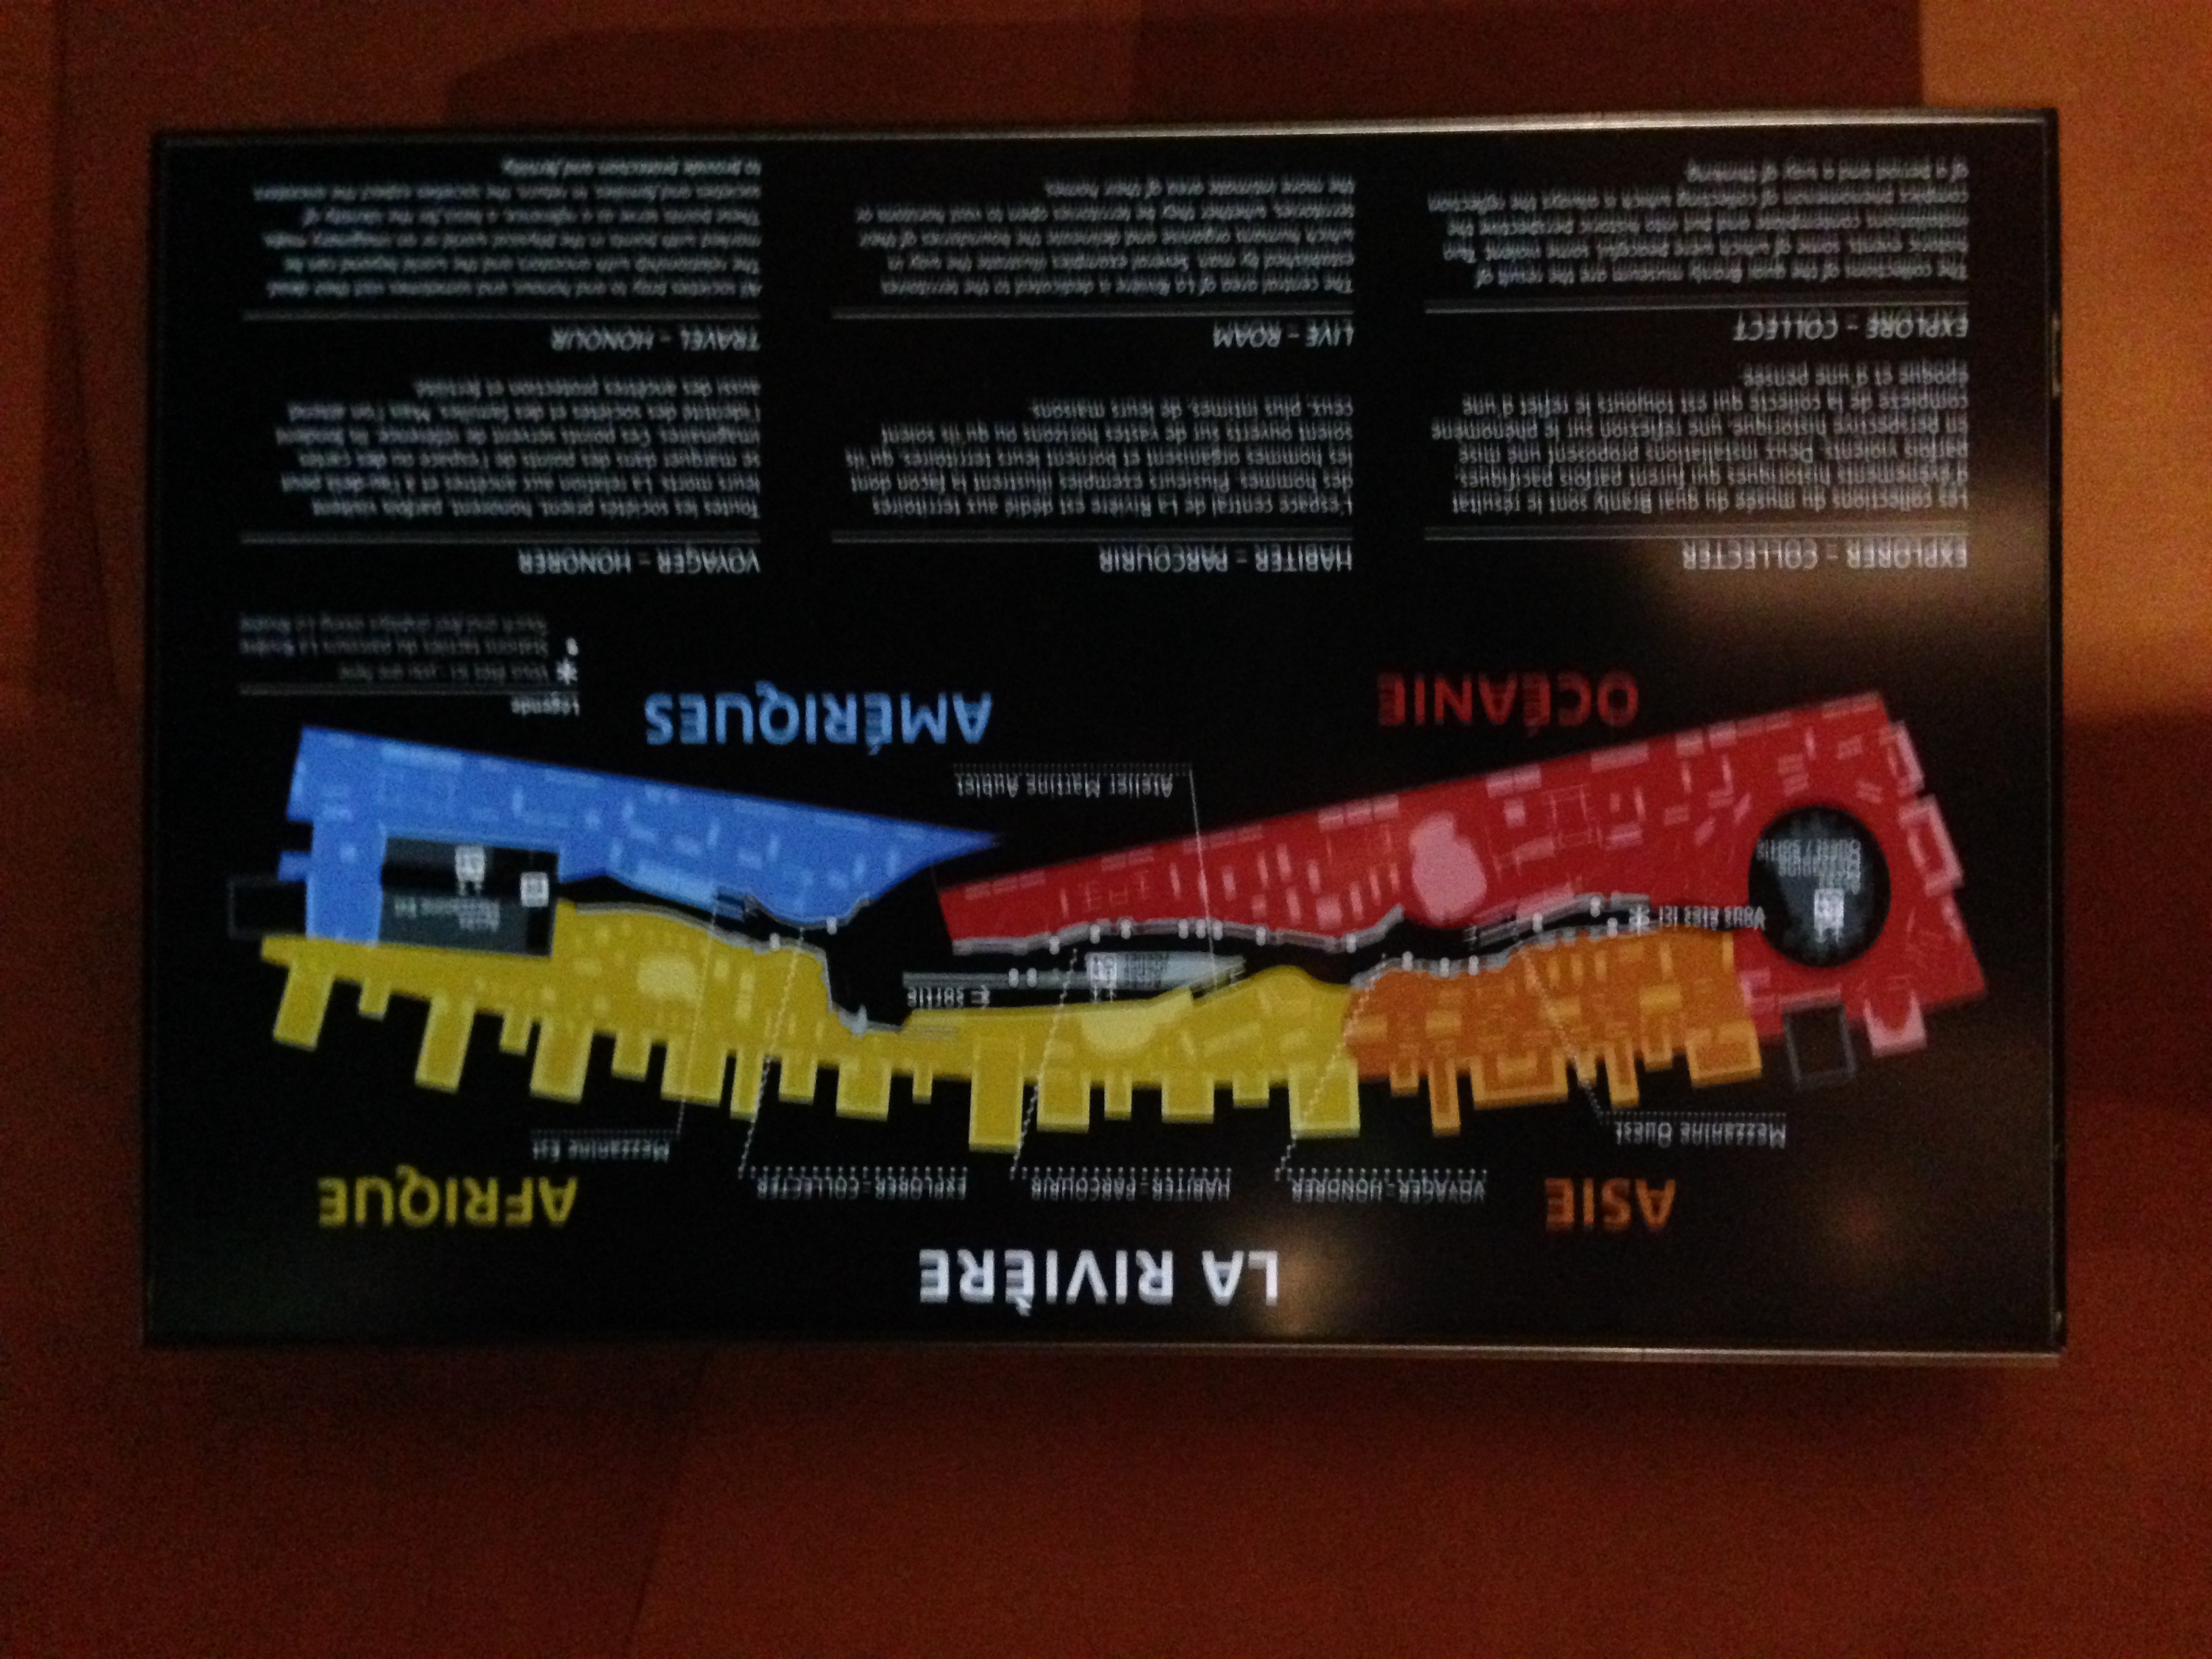 LA RIVIÈRE
ASIE
AFRIQUE
VOYAGER - HONORER
HABITER - PARCOURIR
EXPLORER - COLLECTER
Mezzanine Ouest
Mezzanine Est
← Sortie
Vous êtes ici
Accès
Mezzanine
Ouest / Sortie
Accès
Mezzanine Est
Atelier Martine Aublet
OCÉANIE
AMÉRIQUES
Légende
Vous êtes ici - you are here
Stations tactiles du parcours La Rivière
Touch and feel displays along La Rivière
EXPLORER – COLLECTER
Les collections du musée du quai Branly sont le résultat
d'évènements historiques qui furent parfois pacifiques,
parfois violents. Deux installations proposent une mise
en perspective historique, une réflexion sur le phénomène
complexe de la collecte qui est toujours le reflet d'une
époque et d'une pensée.
EXPLORE – COLLECT
The collections of the quai Branly museum are the result of
historic events, some of which were peaceful, some violent. Two
installations contemplate and put into historic perspective the
complex phenomenon of collecting which is always the reflection
of a period and a way of thinking.
HABITER – PARCOURIR
L'espace central de La Rivière est dédié aux territoires
des hommes. Plusieurs exemples illustrent la façon dont
les hommes organisent et bornent leurs territoires, qu'ils
soient ouverts sur de vastes horizons ou qu'ils soient
ceux, plus intimes, de leurs maisons.
LIVE – ROAM
The central area of La Rivière is dedicated to the territories
established by man. Several examples illustrate the way in
which humans organise and delineate the boundaries of their
territories, whether they be territories open to vast horizons or
the more intimate area of their homes.
VOYAGER – HONORER
Toutes les sociétés prient, honorent, parfois visitent
leurs morts. La relation aux ancêtres et à l'au-delà peut
se marquer dans des points de l'espace ou des cartes
imaginaires. Ces points servent de référence. Ils fondent
l'identité des sociétés et des familles. Mais l'on attend
aussi des ancêtres protection et fertilité.
TRAVEL – HONOUR
All societies pray to and honour, and sometimes visit their dead.
The relationship with ancestors and the world beyond can be
marked with points in the physical world or on imaginary maps.
These points serve as a reference, a basis for the identity of
societies and families. In return, the societies expect the ancestors
to provide protection and fertility.